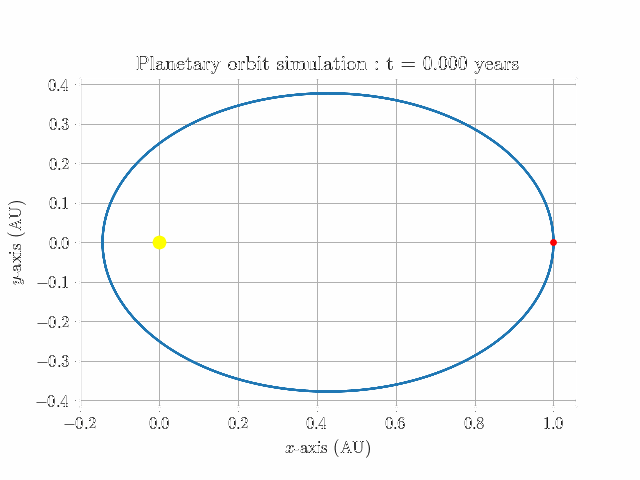 Planetary orbit simulation : t = 0.000 years
0.4
0.3
0.2
0.1
0.0
−0.1
−0.2
−0.3
−0.4
y-axis (AU)
−0.2 0.0 0.2 0.4 0.6 0.8 1.0
x-axis (AU)